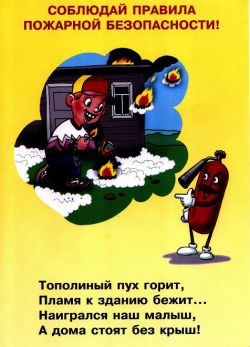 СОБЛЮДАЙ ПРАВИЛА
ПОЖАРНОЙ БЕЗОПАСНОСТИ!
Тополиный пух горит,
Пламя к зданию бежит...
Наигрался наш малыш,
А дома стоят без крыш!